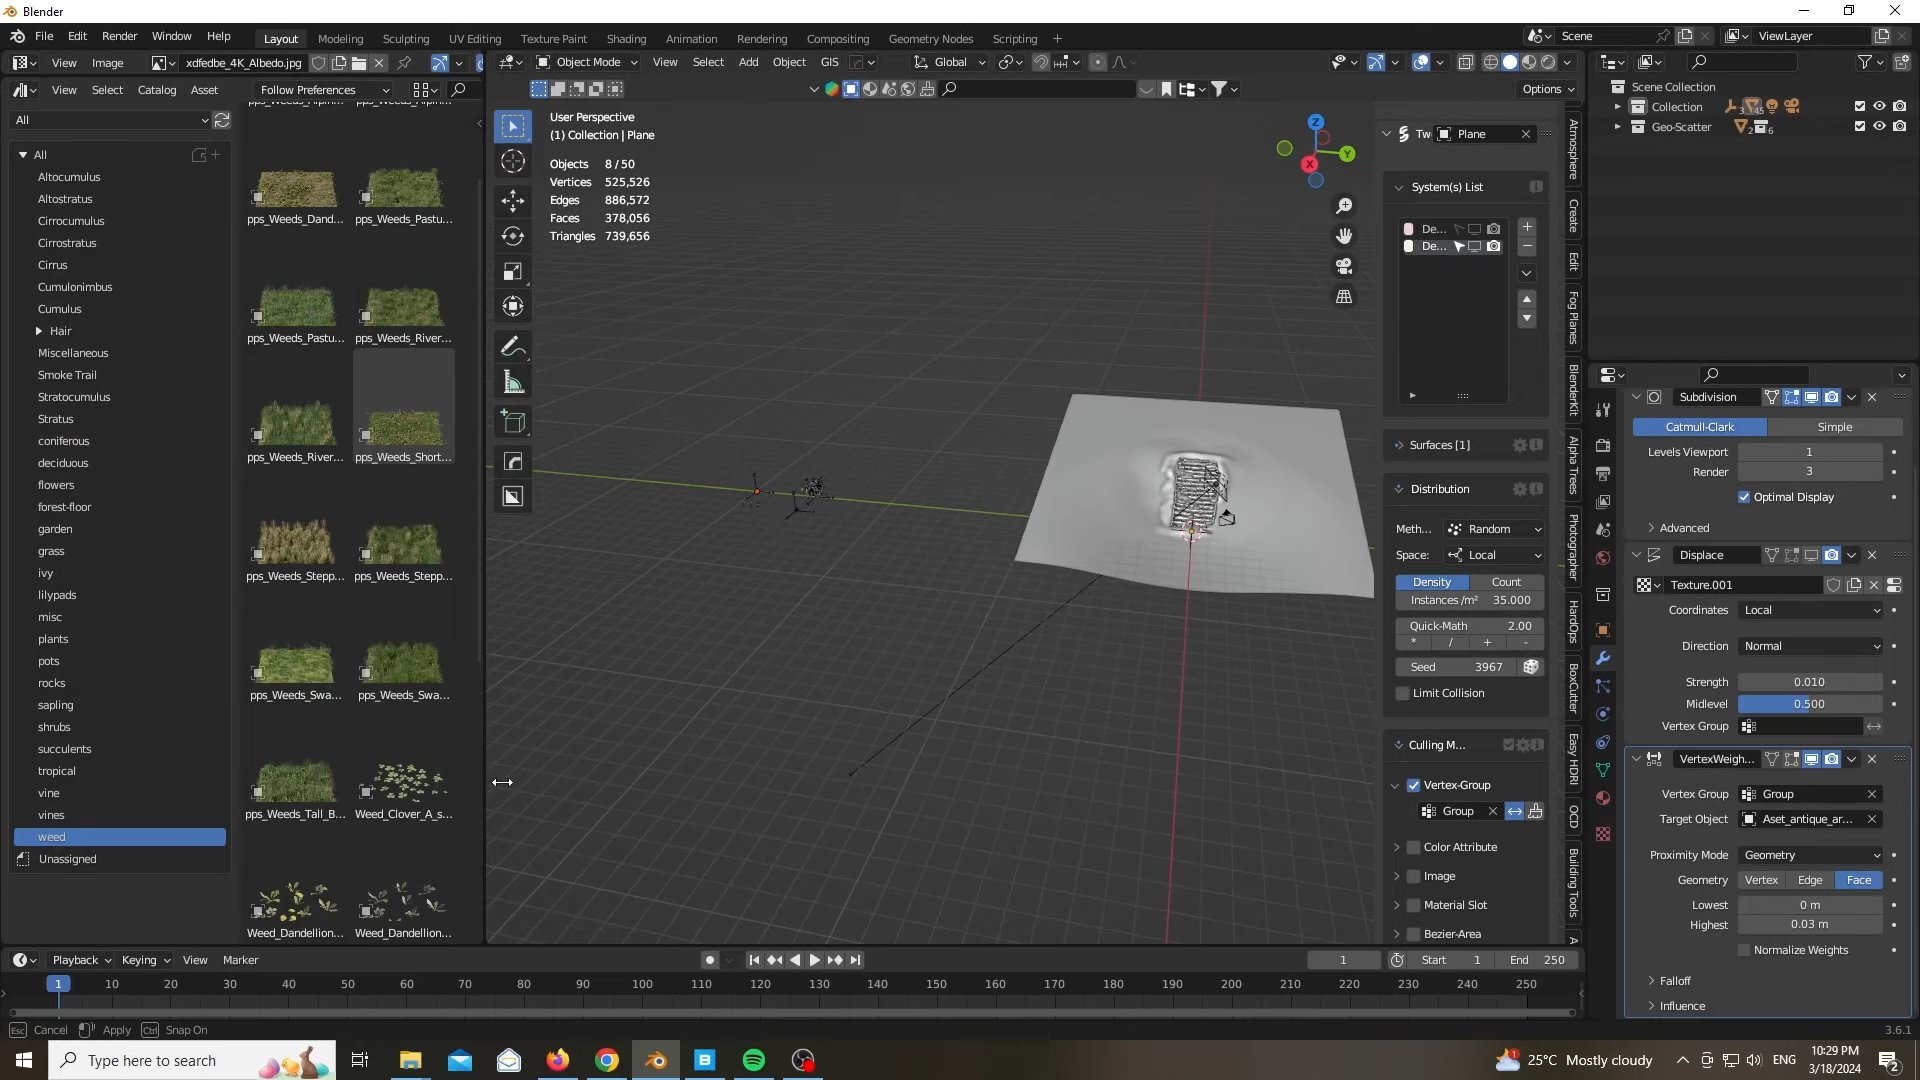 Blender
File Edit Render Window Help
Layout Modeling Sculpting UV Editing Texture Paint Shading Animation Rendering Compositing Geometry Nodes Scripting +
Scene
ViewLayer
View Image
xdfedbe_4K_Albedo.jpg
Object Mode View Select Add Object GIS
Global
View Select Catalog Asset
Follow Preferences
Options
All
All
Altocumulus
Altostratus
Cirrocumulus
Cirrostratus
Cirrus
Cumulonimbus
Cumulus
Hair
Miscellaneous
Smoke Trail
Stratocumulus
Stratus
coniferous
deciduous
flowers
forest-floor
garden
grass
ivy
lilypads
misc
plants
pots
rocks
sapling
shrubs
succulents
tropical
vine
vines
weed
Unassigned
pps_Weeds_Dand... pps_Weeds_Pastu...
pps_Weeds_Pastu... pps_Weeds_River...
pps_Weeds_River... pps_Weeds_Short...
pps_Weeds_Stepp... pps_Weeds_Stepp...
pps_Weeds_Swa... pps_Weeds_Swa...
pps_Weeds_Tall_B... Weed_Clover_A_s...
Weed_Dandellion... Weed_Dandellion...
User Perspective
(1) Collection | Plane
Objects 8 / 50
Vertices 525,526
Edges 886,572
Faces 378,056
Triangles 739,656
Z
Y
X
Plane
System(s) List
De...
De...
Surfaces [1]
Distribution
Meth... Random
Space: Local
Density Count
Instances /m² 35.000
Quick-Math 2.00
* / + -
Seed 3967
Limit Collision
Culling M...
Vertex-Group
Group
Color Attribute
Image
Material Slot
Bezier-Area
Atmosphere
Create
Edit
Fog Planes
BlenderKit
Alpha Trees
Photographer
HardOps
BoxCutter
Easy HDRI
OCD
Building Tools
A
Scene Collection
Collection
Geo-Scatter
Subdivision
Catmull-Clark Simple
Levels Viewport 1
Render 3
Optimal Display
Advanced
Displace
Texture.001
Coordinates Local
Direction Normal
Strength 0.010
Midlevel 0.500
Vertex Group
VertexWeigh...
Vertex Group Group
Target Object Aset_antique_ar...
Proximity Mode Geometry
Geometry Vertex Edge Face
Lowest 0 m
Highest 0.03 m
Normalize Weights
Falloff
Influence
Playback Keying View Marker
1 Start 1 End 250
1 10 20 30 40 50 60 70 80 90 100 110 120 130 140 150 160 170 180 190 200 210 220 230 240 250
Esc Cancel Apply Ctrl Snap On
3.6.1
Type here to search
25°C Mostly cloudy
ENG
10:29 PM
3/18/2024
2